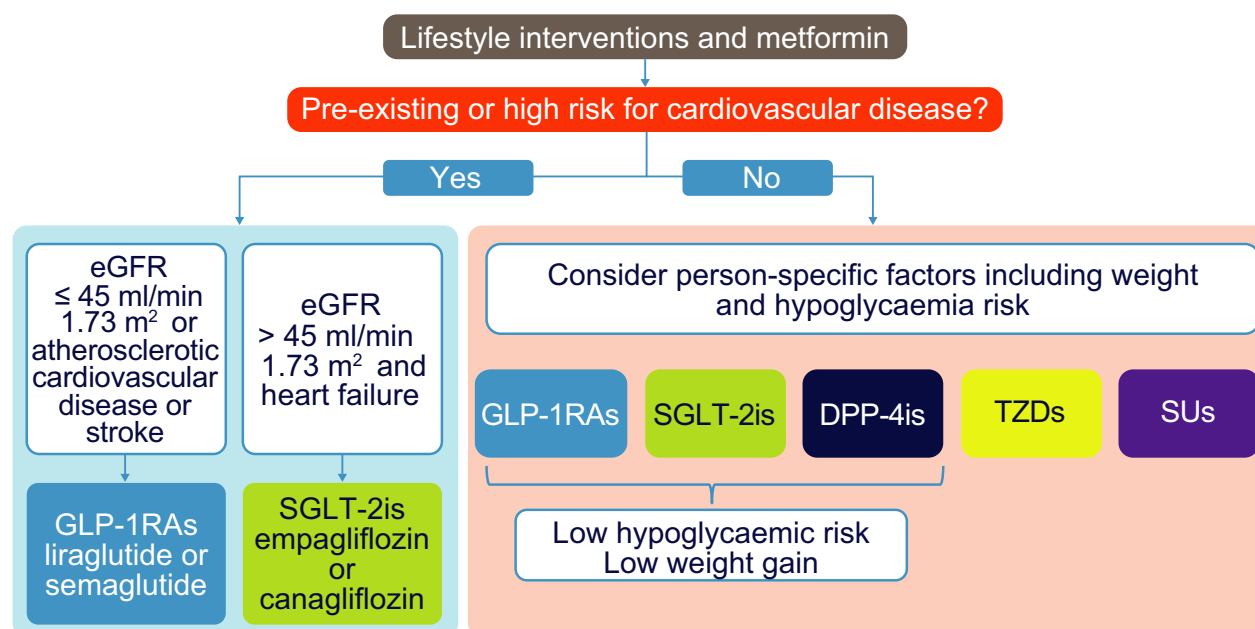 Lifestyle interventions and metformin
Pre-existing or high risk for cardiovascular disease?
Yes
No
eGFR
≤ 45 ml/min
1.73 m² or
atherosclerotic
cardiovascular
disease or
stroke
eGFR
> 45 ml/min
1.73 m² and
heart failure
GLP-1RAs
liraglutide or
semaglutide
SGLT-2is
empagliflozin
or
canagliflozin
Consider person-specific factors including weight
and hypoglycaemia risk
GLP-1RAs
SGLT-2is
DPP-4is
TZDs
SUs
Low hypoglycaemic risk
Low weight gain